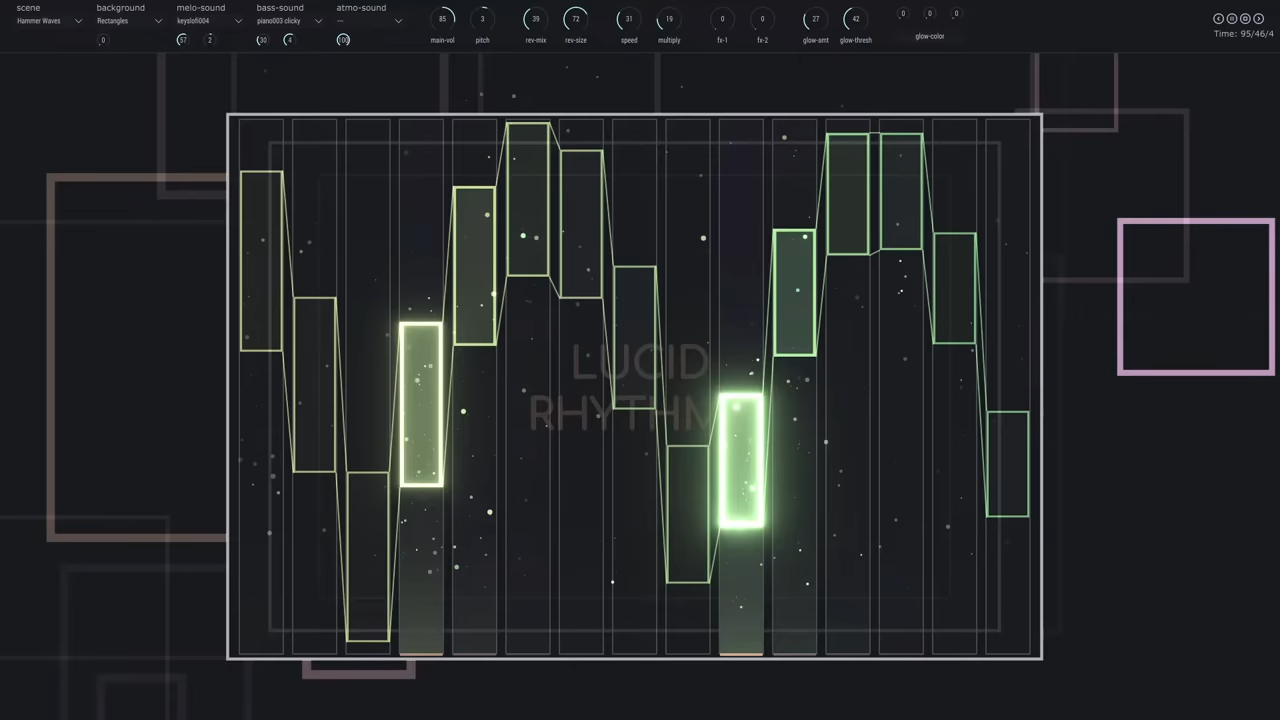 scene
background
melo-sound
bass-sound
atmo-sound
Hammer Waves
Rectangles
keyslofi004
piano003 clicky
---
0
57
2
30
4
100
85
3
39
72
31
19
0
0
27
42
0
0
0
main-vol
pitch
rev-mix
rev-size
speed
multiply
fx-1
fx-2
glow-amt
glow-thresh
glow-color
Time: 95/46/4
LUCID
RHYTHM